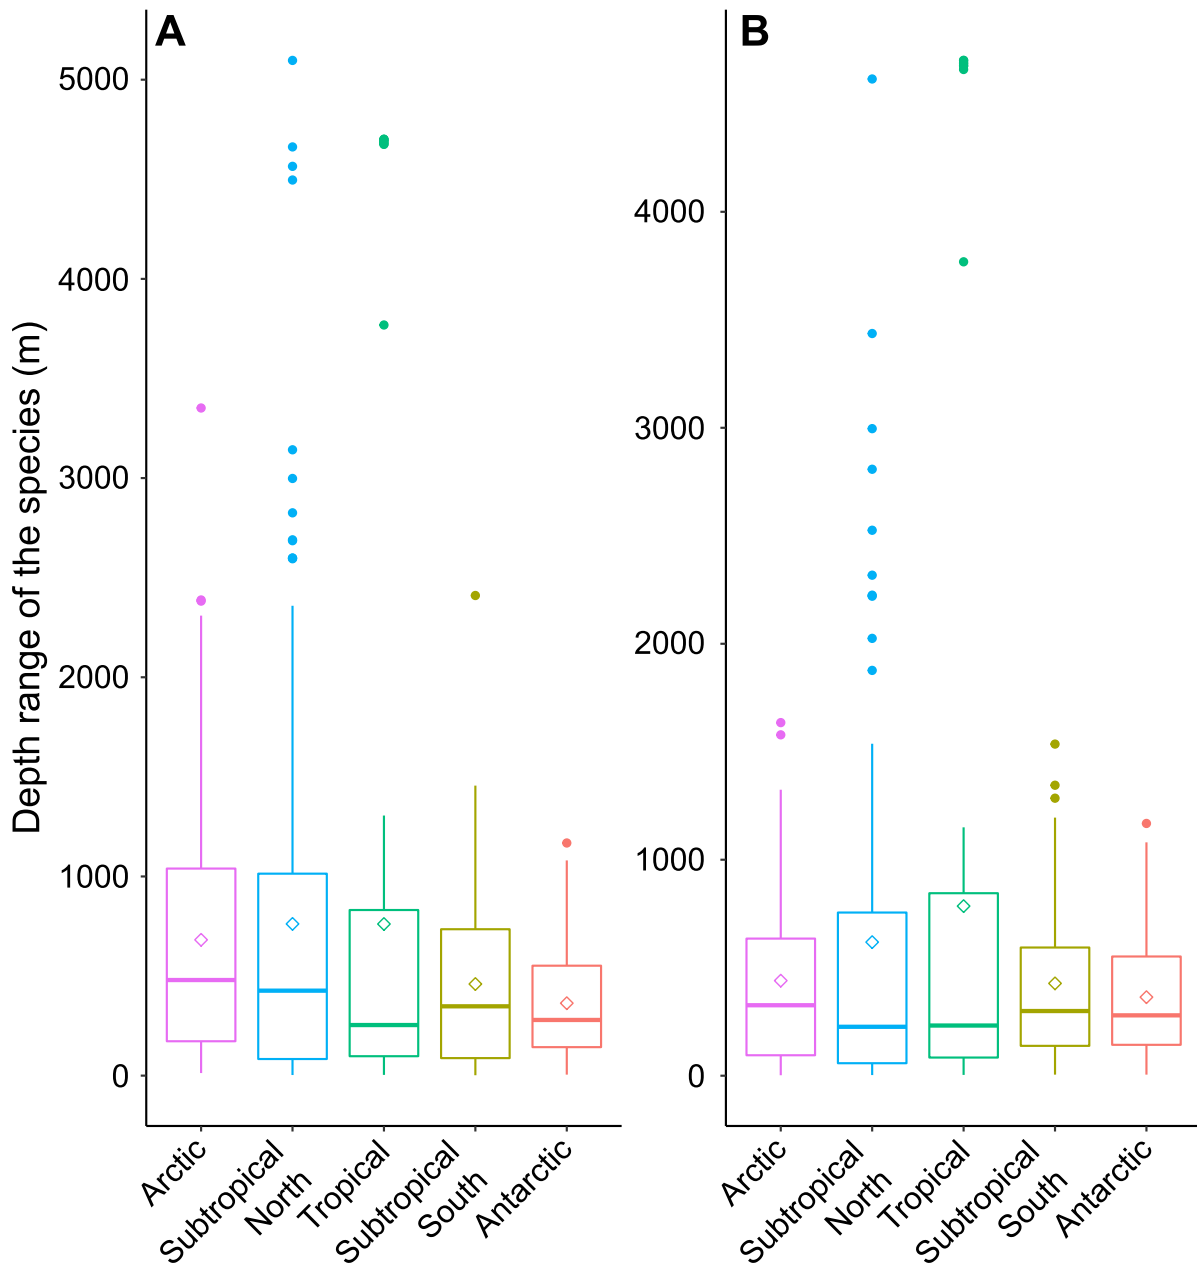 A
B
Depth range of the species (m)
5000
4000
3000
2000
1000
0
4000
3000
2000
1000
0
Arctic
Subtropical
North
Tropical
Subtropical
South
Antarctic
Arctic
Subtropical
North
Tropical
Subtropical
South
Antarctic